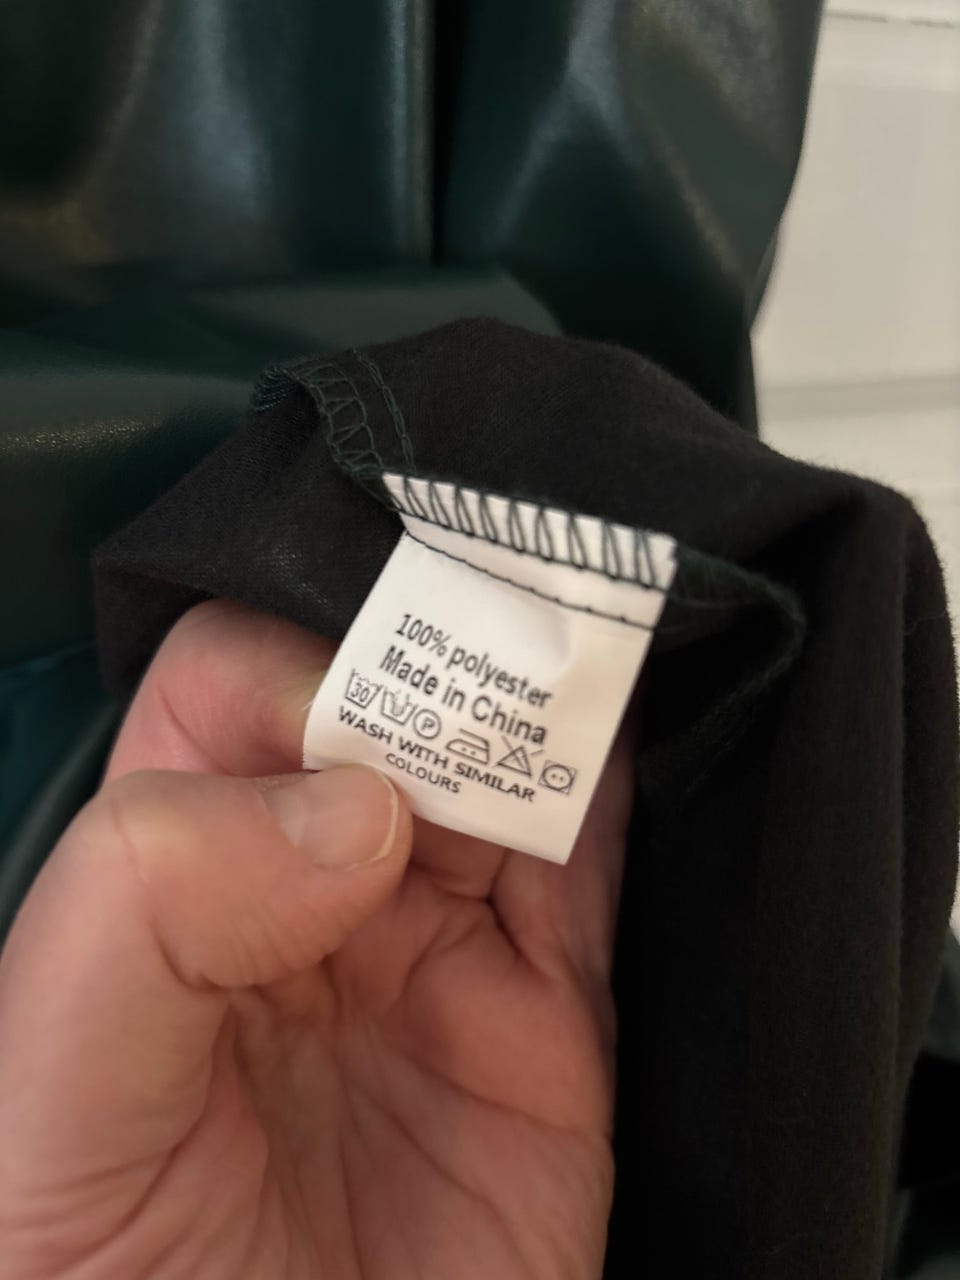 100% polyester
Made in China
30 P
WASH WITH SIMILAR
COLOURS